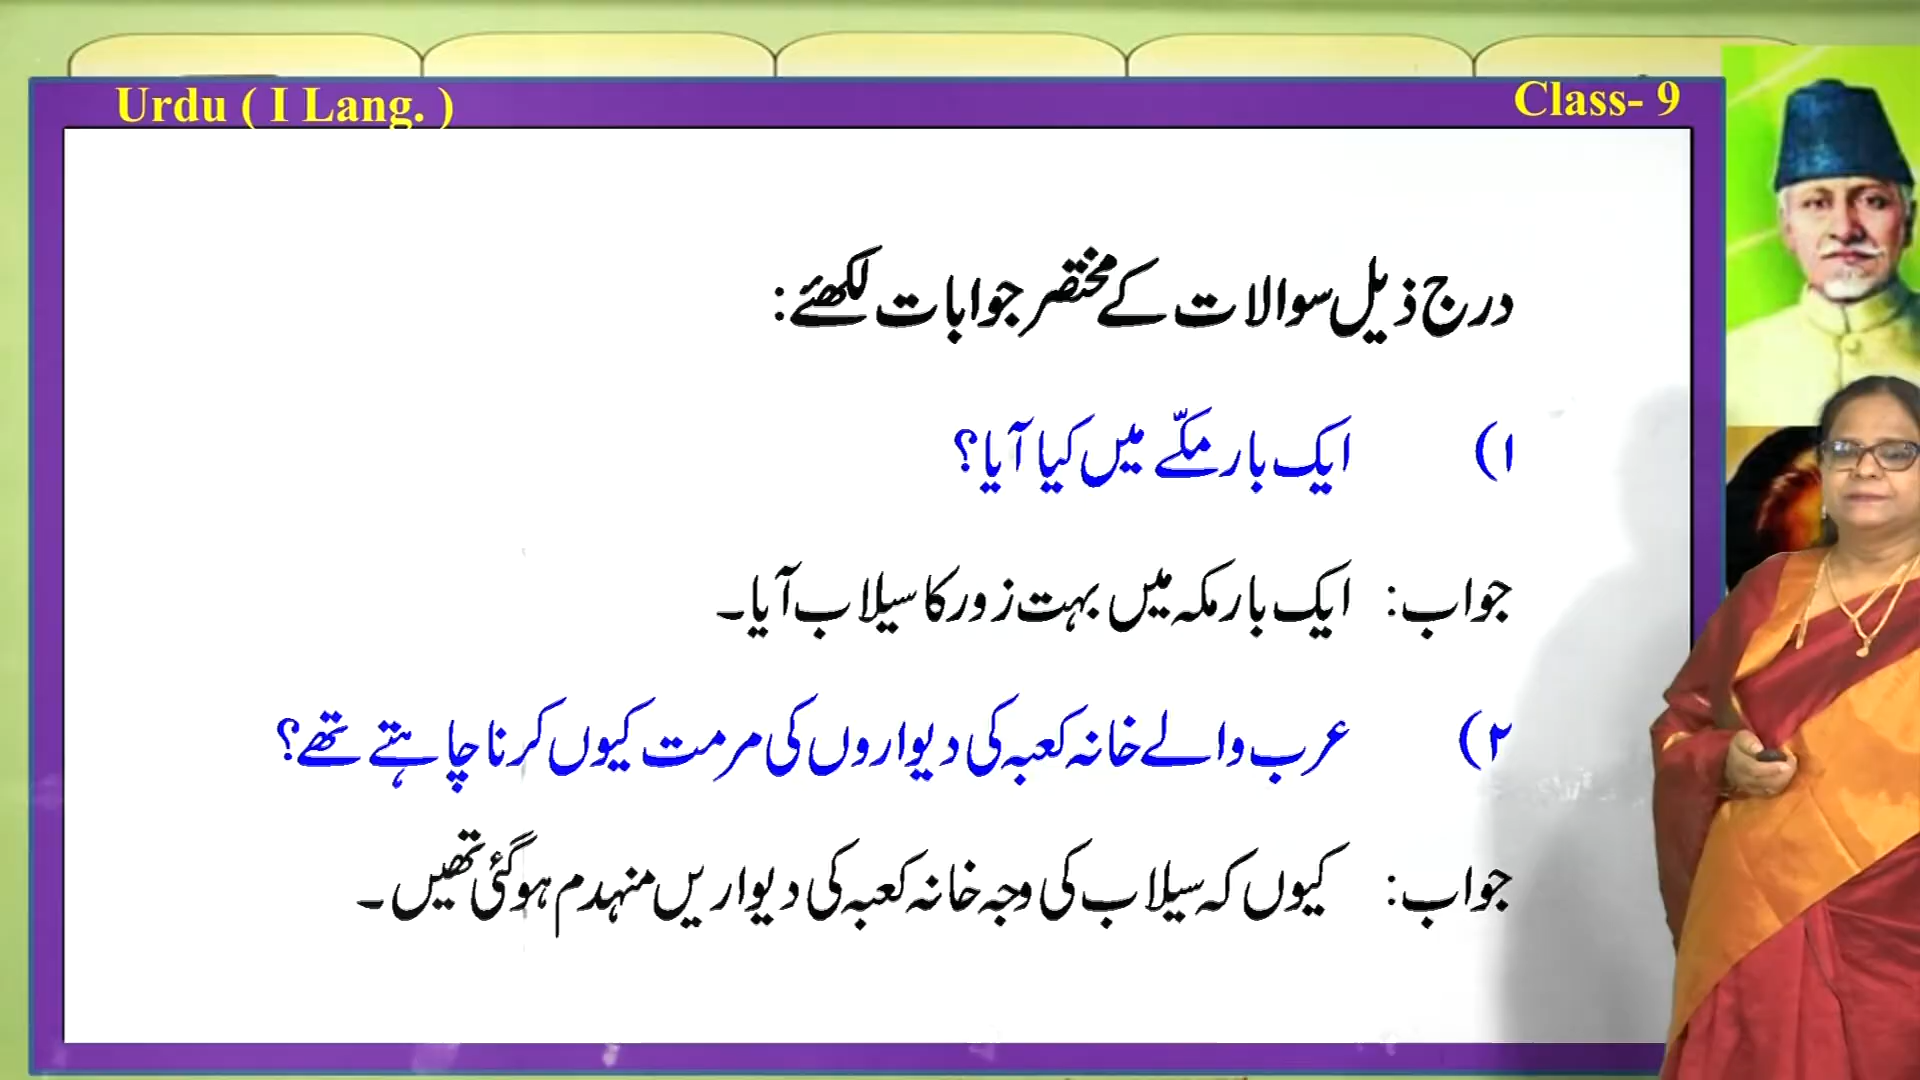 Urdu ( I Lang. )
Class- 9
درج ذیل سوالات کے مختصر جوابات لکھئے:
۱) ایک بار مکّے میں کیا آیا؟
جواب: ایک بار مکہ میں بہت زور کا سیلاب آیا۔
۲) عرب والے خانہ کعبہ کی دیواروں کی مرمت کیوں کرنا چاہتے تھے؟
جواب: کیوں کہ سیلاب کی وجہ خانہ کعبہ کی دیواریں منہدم ہوگئی تھیں۔